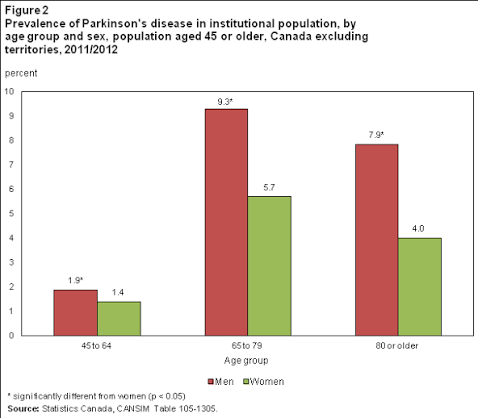 Figure 2
Prevalence of Parkinson's disease in institutional population, by
age group and sex, population aged 45 or older, Canada excluding
territories, 2011/2012
percent
10
9
8
7
6
5
4
3
2
1
0
1.9*
1.4
9.3*
5.7
7.9*
4.0
45 to 64
65 to 79
80 or older
Age group
Men Women
* significantly different from women (p < 0.05)
Source: Statistics Canada, CANSIM Table 105-1305.